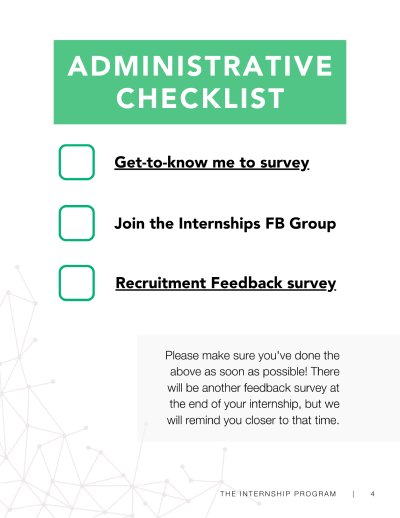 ADMINISTRATIVE
CHECKLIST
Get-to-know me to survey
Join the Internships FB Group
Recruitment Feedback survey
Please make sure you've done the
above as soon as possible! There
will be another feedback survey at
the end of your internship, but we
will remind you closer to that time.
THE INTERNSHIP PROGRAM | 4